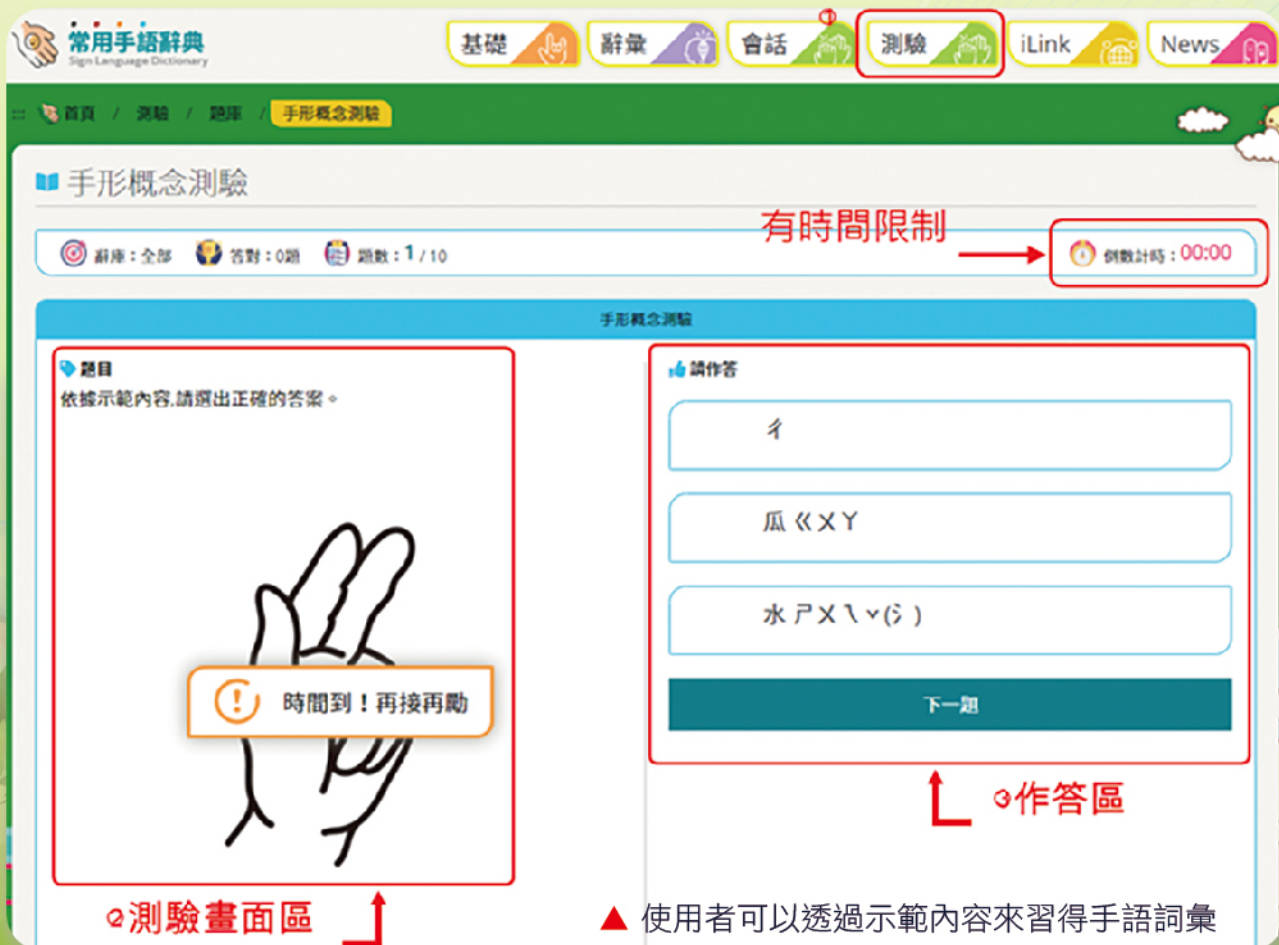 常用手語辭典
Sign Language Dictionary
基礎
辭彙
會話
①
測驗
iLink
News
首頁 / 測驗 / 題庫 / 手形概念測驗
手形概念測驗
有時間限制
辭庫：全部 答對：0題 題數：1 / 10
倒數計時：00:00
手形概念測驗
題目
依據示範內容,請選出正確的答案。
時間到！再接再勵
請作答
彳
瓜 ㄍㄨㄚ
水 ㄕㄨㄟˇ(氵)
下一題
③作答區
②測驗畫面區
▲ 使用者可以透過示範內容來習得手語詞彙